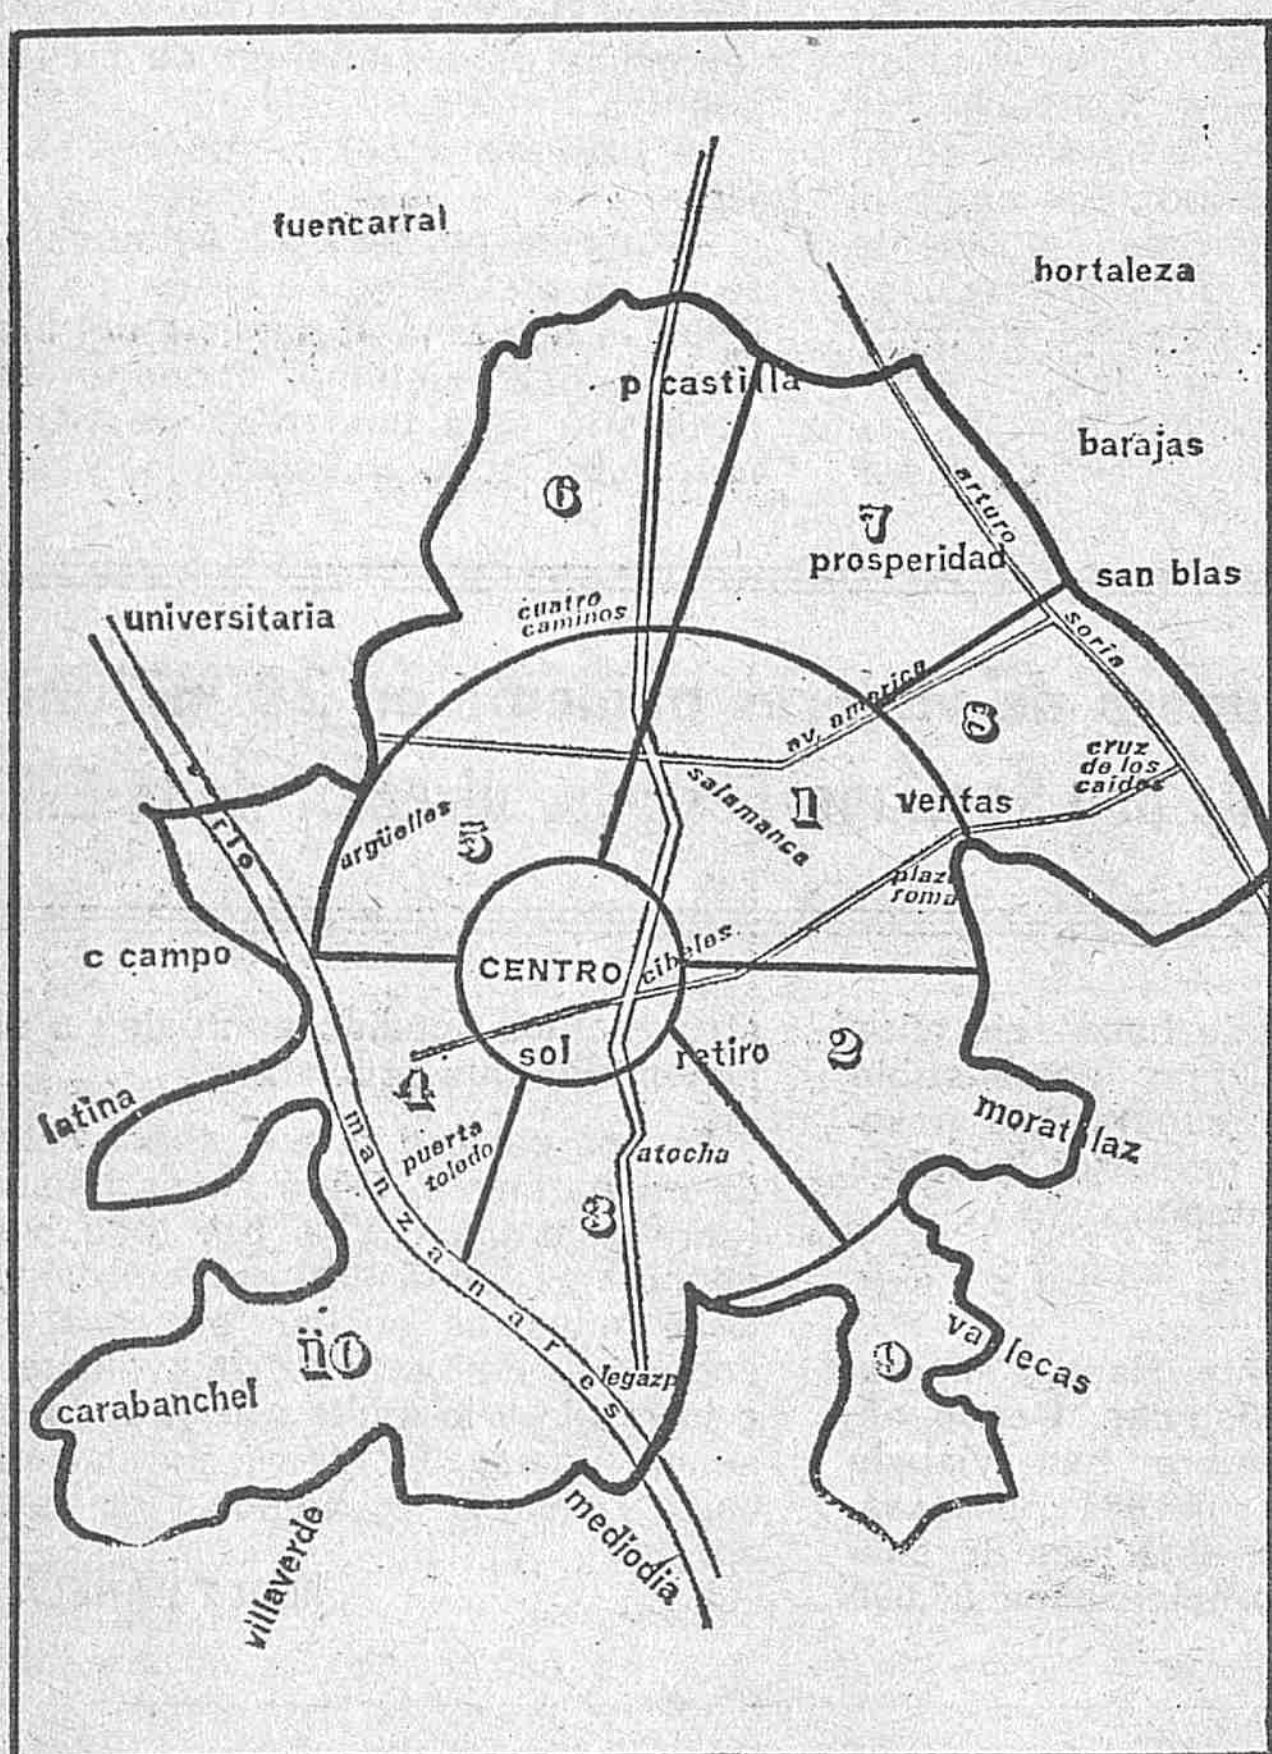 fuencarral
hortaleza
p castilla
barajas
6
7
arturo
prosperidad
san blas
cuatro
caminos
universitaria
soria
av. america
8
cruz
de los
caidos
salamanca
1
ventas
argüelles
5
rio
plaza
roma
c campo
CENTRO
cibeles
sol
retiro
2
4
latina
manzanares
moratalaz
puerta
toledo
atocha
3
10
vallecas
9
legazpi
carabanchel
villaverde
mediodia